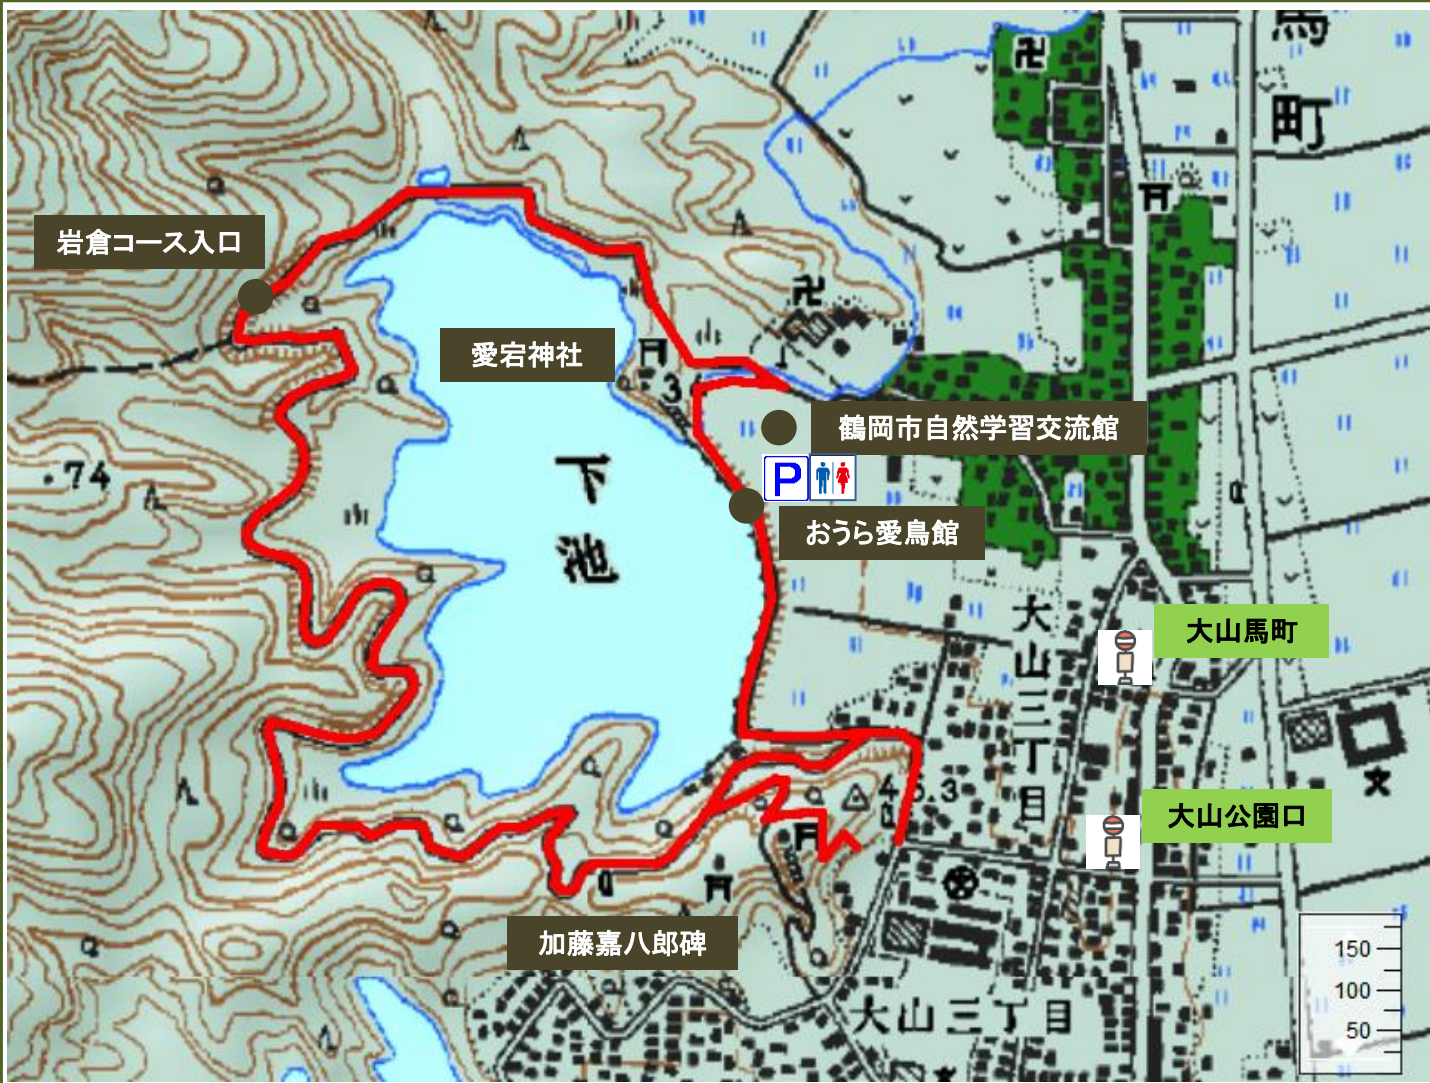 馬町
岩倉コース入口
愛宕神社
鶴岡市自然学習交流館
P
おうら愛鳥館
下池
74
大山三丁目
大山馬町
大山公園口
加藤嘉八郎碑
大山三丁目
150
100
50